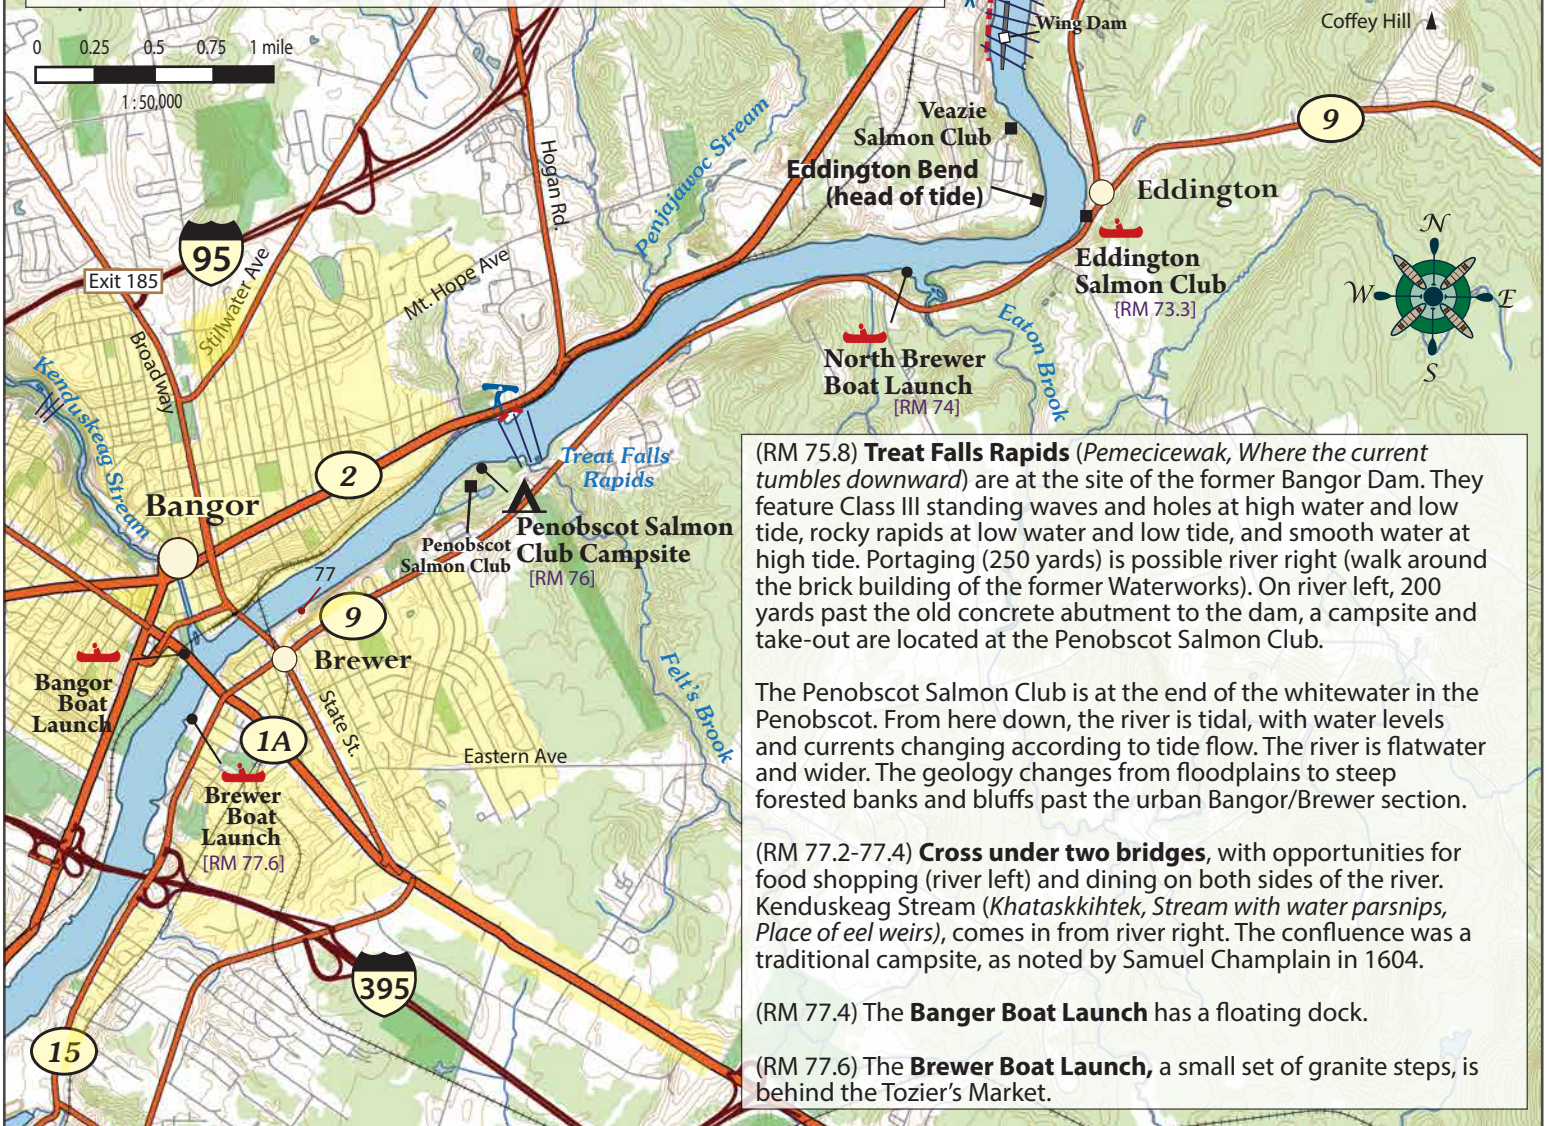 0 0.25 0.5 0.75 1 mile
1 : 50,000
Wing Dam
Coffey Hill
9
Veazie
Salmon Club
Eddington Bend
(head of tide)
Eddington
Eddington
Salmon Club
{RM 73.3]
N
W
E
S
Hogan Rd.
Penjajawoc Stream
95
Exit 185
Stillwater Ave
Mt. Hope Ave
Broadway
Kenduskeag Stream
Eaton Brook
North Brewer
Boat Launch
[RM 74]
2
Bangor
Treat Falls
Rapids
Penobscot Salmon
Club Campsite
[RM 76]
Penobscot
Salmon Club
77
9
Brewer
Bangor
Boat
Launch
State St.
Felt's Brook
1A
Eastern Ave
Brewer
Boat
Launch
[RM 77.6]
395
15
(RM 75.8) Treat Falls Rapids (Pemecicewak, Where the current
tumbles downward) are at the site of the former Bangor Dam. They
feature Class III standing waves and holes at high water and low
tide, rocky rapids at low water and low tide, and smooth water at
high tide. Portaging (250 yards) is possible river right (walk around
the brick building of the former Waterworks). On river left, 200
yards past the old concrete abutment to the dam, a campsite and
take-out are located at the Penobscot Salmon Club.
The Penobscot Salmon Club is at the end of the whitewater in the
Penobscot. From here down, the river is tidal, with water levels
and currents changing according to tide flow. The river is flatwater
and wider. The geology changes from floodplains to steep
forested banks and bluffs past the urban Bangor/Brewer section.
(RM 77.2-77.4) Cross under two bridges, with opportunities for
food shopping (river left) and dining on both sides of the river.
Kenduskeag Stream (Khataskkihtek, Stream with water parsnips,
Place of eel weirs), comes in from river right. The confluence was a
traditional campsite, as noted by Samuel Champlain in 1604.
(RM 77.4) The Banger Boat Launch has a floating dock.
(RM 77.6) The Brewer Boat Launch, a small set of granite steps, is
behind the Tozier's Market.